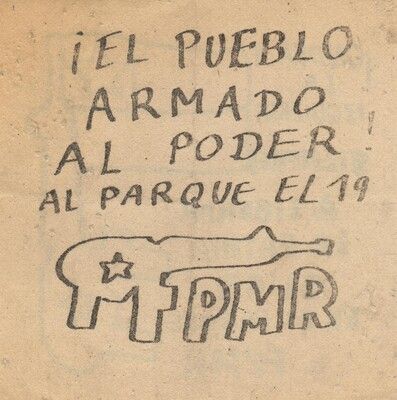 ¡EL PUEBLO
ARMADO
AL PODER!
AL PARQUE EL 19
FPMR